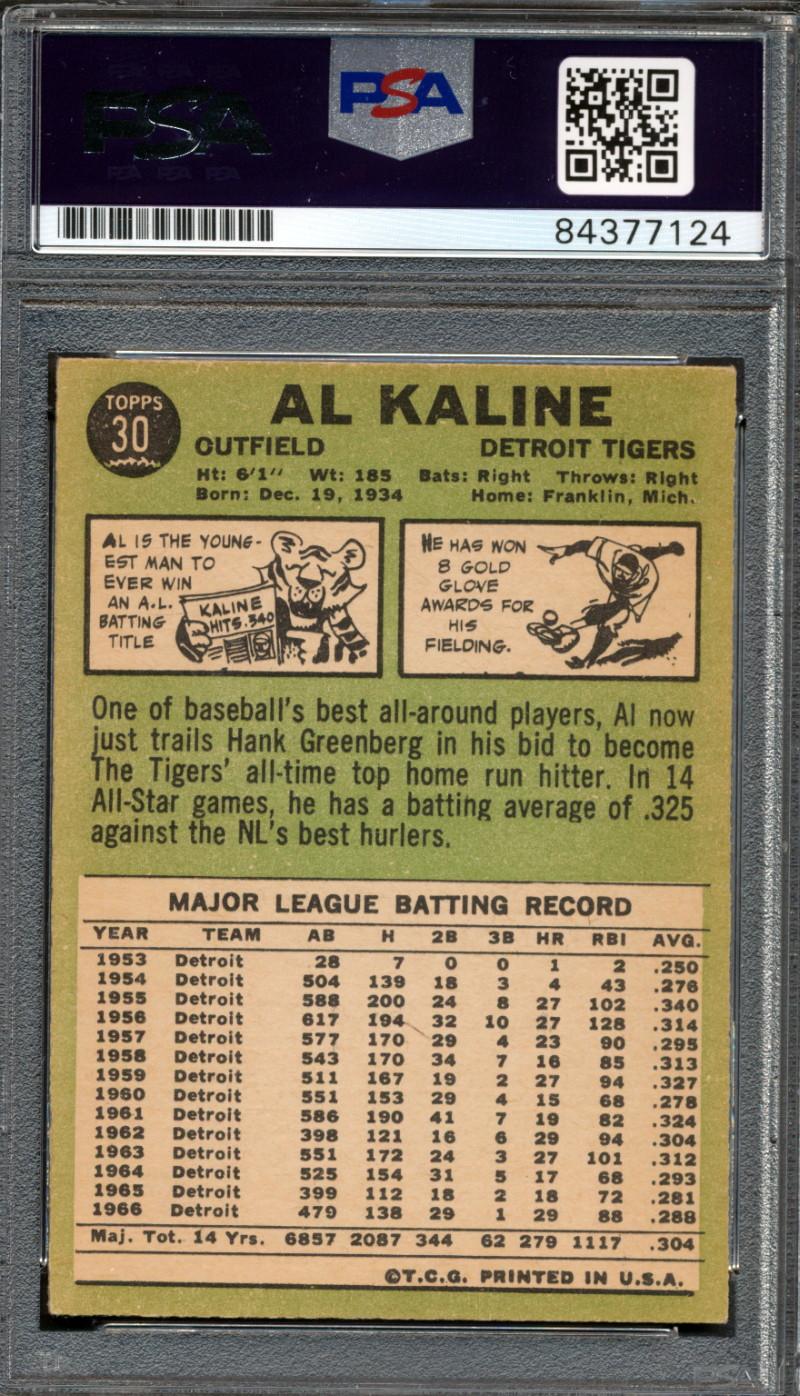 PSA
PSA
PSA PSA PSA
84377124
TOPPS
30
AL KALINE
OUTFIELD DETROIT TIGERS
Ht: 6'1" Wt: 185 Bats: Right Throws: Right
Born: Dec. 19, 1934 Home: Franklin, Mich.
AL IS THE YOUNG-
EST MAN TO
EVER WIN
AN A.L.
BATTING
TITLE
KALINE
HITS .340
HE HAS WON
8 GOLD
GLOVE
AWARDS FOR
HIS
FIELDING.
One of baseball's best all-around players, Al now
just trails Hank Greenberg in his bid to become
The Tigers' all-time top home run hitter. In 14
All-Star games, he has a batting average of .325
against the NL's best hurlers.
MAJOR LEAGUE BATTING RECORD
YEAR TEAM AB H 2B 3B HR RBI AVG.
1953 Detroit 28 7 0 0 1 2 .250
1954 Detroit 504 139 18 3 4 43 .276
1955 Detroit 588 200 24 8 27 102 .340
1956 Detroit 617 194 32 10 27 128 .314
1957 Detroit 577 170 29 4 23 90 .295
1958 Detroit 543 170 34 7 16 85 .313
1959 Detroit 511 167 19 2 27 94 .327
1960 Detroit 551 153 29 4 15 68 .278
1961 Detroit 586 190 41 7 19 82 .324
1962 Detroit 398 121 16 6 29 94 .304
1963 Detroit 551 172 24 3 27 101 .312
1964 Detroit 525 154 31 5 17 68 .293
1965 Detroit 399 112 18 2 18 72 .281
1966 Detroit 479 138 29 1 29 88 .288
Maj. Tot. 14 Yrs. 6857 2087 344 62 279 1117 .304
©T.C.G. PRINTED IN U.S.A.
PSA